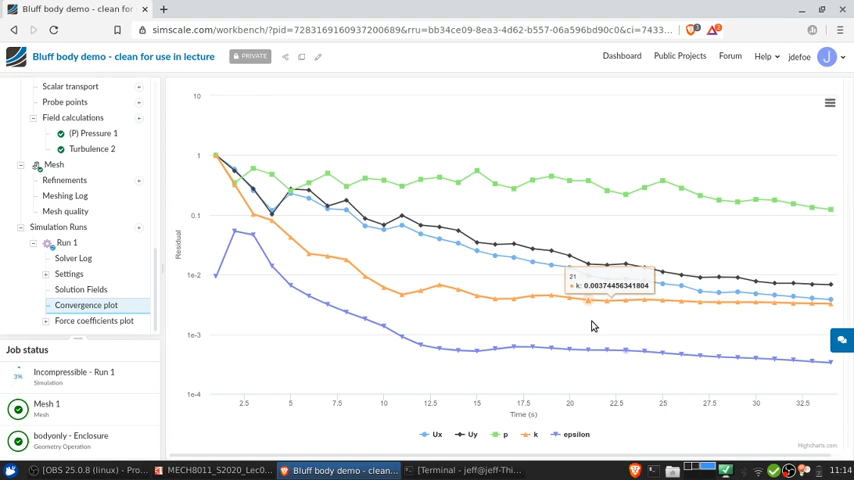 Bluff body demo - clean for use in l
simscale.com/workbench/?pid=7283169160937200689&rru=bb34ce09-8ea3-4d62-b557-06a596bd90c0&ci=7433...
Bluff body demo - clean for use in lecture
PRIVATE
Dashboard
Public Projects
Forum
Help
jdefoe
J
Scalar transport
Probe points
Field calculations
(P) Pressure 1
Turbulence 2
Mesh
Refinements
Meshing Log
Mesh quality
Simulation Runs
Run 1
Solver Log
Settings
Solution Fields
Convergence plot
Force coefficients plot
Job status
3%
Incompressible - Run 1
Simulation
Mesh 1
Mesh
bodyonly - Enclosure
Geometry Operation
10
1
0.1
1e-2
1e-3
1e-4
Residual
21
k: 0.00374456341804
2.5 5 7.5 10 12.5 15 17.5 20 22.5 25 27.5 30 32.5
Time (s)
Ux Uy p k epsilon
Highcharts.com
[OBS 25.0.8 (linux) - Pro...
MECH8011_S2020_Lec0...
Bluff body demo - clean...
[Terminal - jeff@jeff-Thi...
11:14